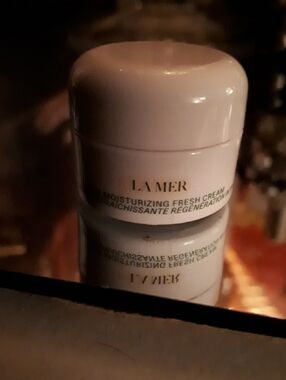 LA MER
MOISTURIZING FRESH CREAM
RÉGÉNÉRATION